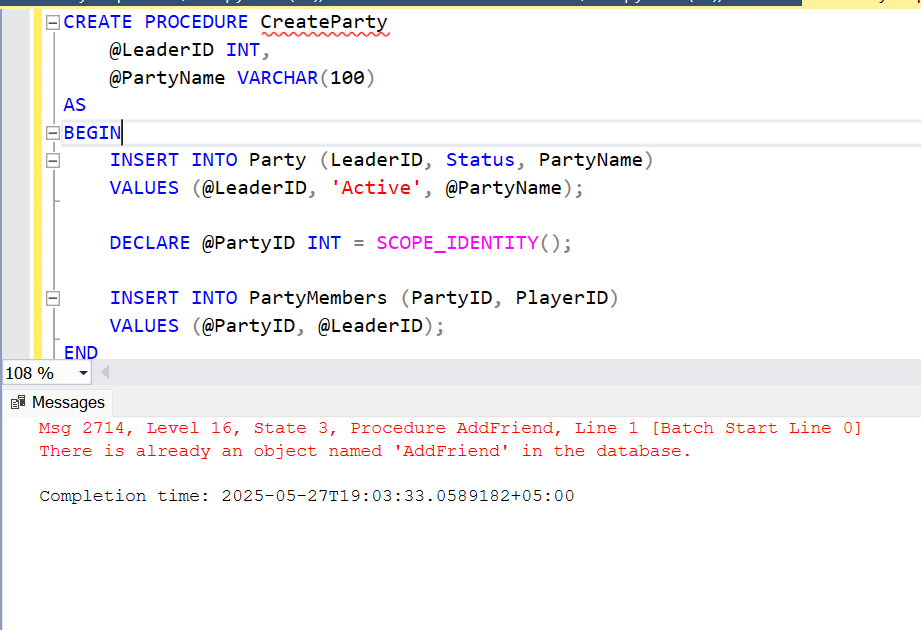 CREATE PROCEDURE CreateParty
@LeaderID INT,
@PartyName VARCHAR(100)
AS
BEGIN
INSERT INTO Party (LeaderID, Status, PartyName)
VALUES (@LeaderID, 'Active', @PartyName);
DECLARE @PartyID INT = SCOPE_IDENTITY();
INSERT INTO PartyMembers (PartyID, PlayerID)
VALUES (@PartyID, @LeaderID);
END
108 %
Messages
Msg 2714, Level 16, State 3, Procedure AddFriend, Line 1 [Batch Start Line 0]
There is already an object named 'AddFriend' in the database.
Completion time: 2025-05-27T19:03:33.0589182+05:00